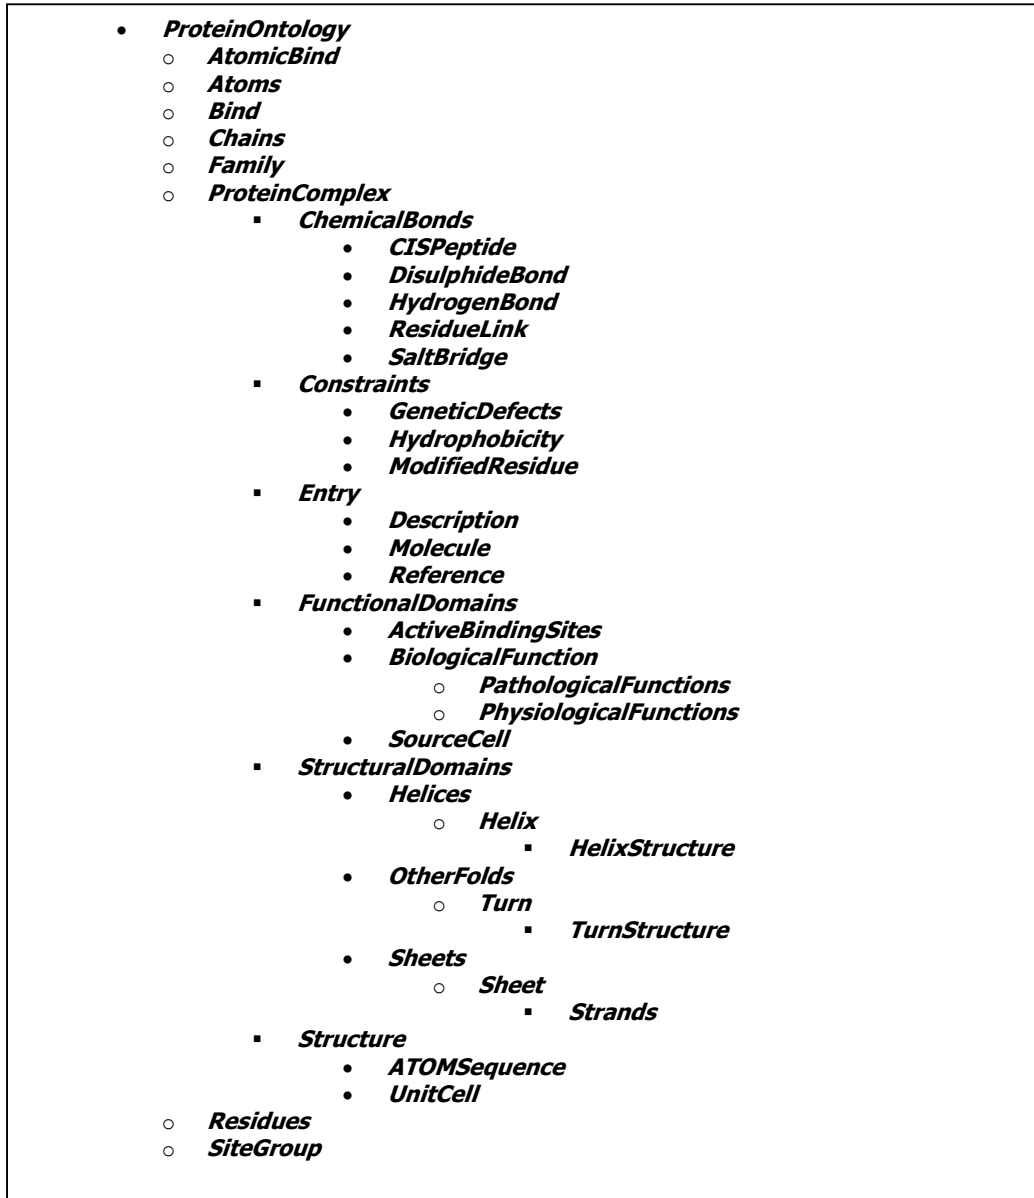 • ProteinOntology
o AtomicBind
o Atoms
o Bind
o Chains
o Family
o ProteinComplex
▪ ChemicalBonds
• CISPeptide
• DisulphideBond
• HydrogenBond
• ResidueLink
• SaltBridge
▪ Constraints
• GeneticDefects
• Hydrophobicity
• ModifiedResidue
▪ Entry
• Description
• Molecule
• Reference
▪ FunctionalDomains
• ActiveBindingSites
• BiologicalFunction
o PathologicalFunctions
o PhysiologicalFunctions
• SourceCell
▪ StructuralDomains
• Helices
o Helix
▪ HelixStructure
• OtherFolds
o Turn
▪ TurnStructure
• Sheets
o Sheet
▪ Strands
▪ Structure
• ATOMSequence
• UnitCell
o Residues
o SiteGroup